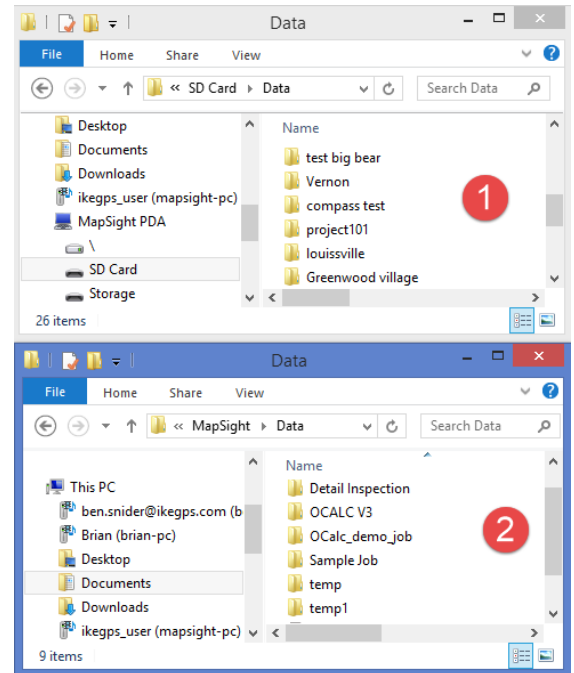 Data
File Home Share View
« SD Card Data Search Data
Desktop
Documents
Downloads
ikegps_user (mapsight-pc)
MapSight PDA
\
SD Card
Storage
Name
test big bear
Vernon
compass test
project101
louissville
Greenwood village
1
26 items
Data
File Home Share View
« MapSight Data Search Data
This PC
ben.snider@ikegps.com (b
Brian (brian-pc)
Desktop
Documents
Downloads
ikegps_user (mapsight-pc)
Name
Detail Inspection
OCALC V3
OCalc_demo_job
Sample Job
temp
temp1
2
9 items